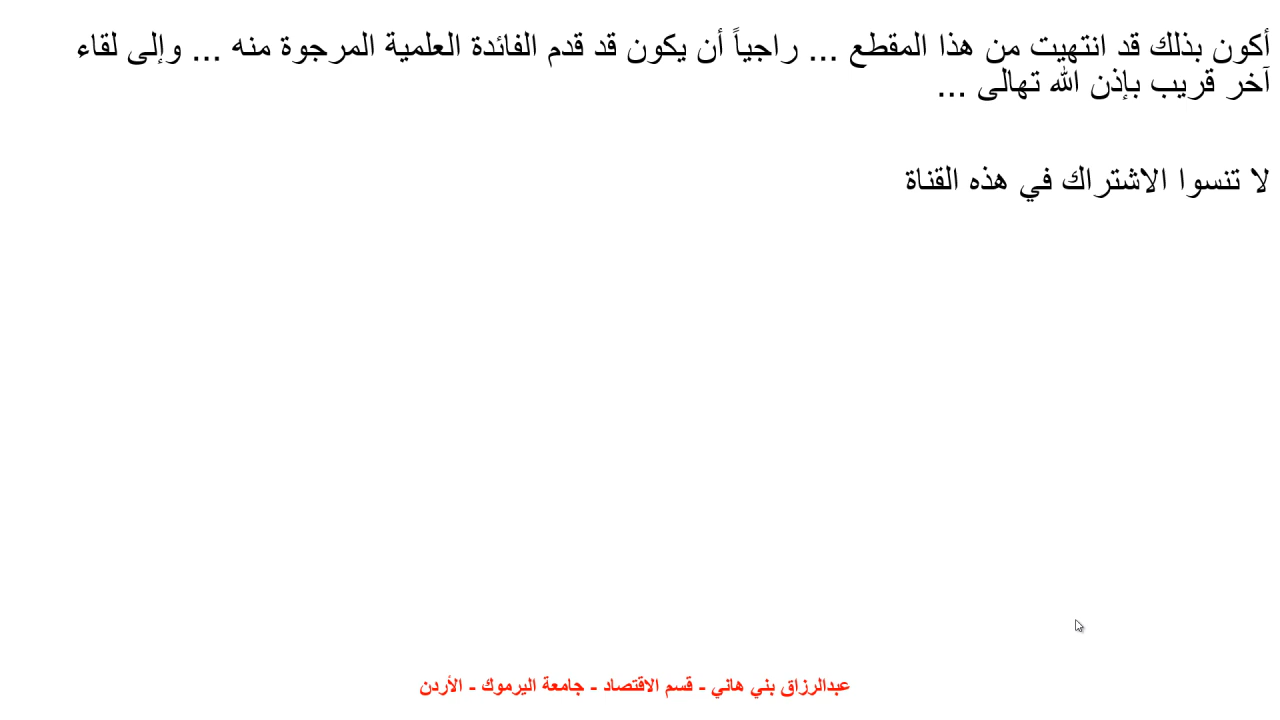 أكون بذلك قد انتهيت من هذا المقطع ... راجياً أن يكون قد قدم الفائدة العلمية المرجوة منه ... وإلى لقاء
آخر قريب بإذن الله تهالى ...
لا تنسوا الاشتراك في هذه القناة
عبدالرزاق بني هاني - قسم الاقتصاد - جامعة اليرموك - الأردن